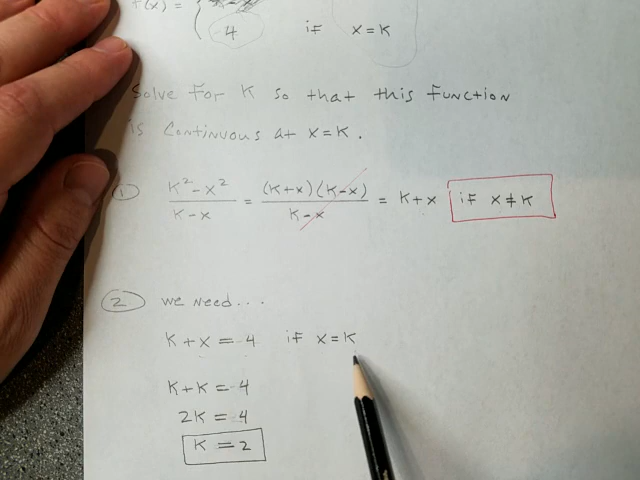 f(x) =
4 if x = K
Solve for K so that this function
is continuous at x = K.
① K² - x² / K - x = (K+x)(K-x) / K - x = K + x if x ≠ K
② We need...
K + x = 4 if x = K
K + K = 4
2K = 4
K = 2